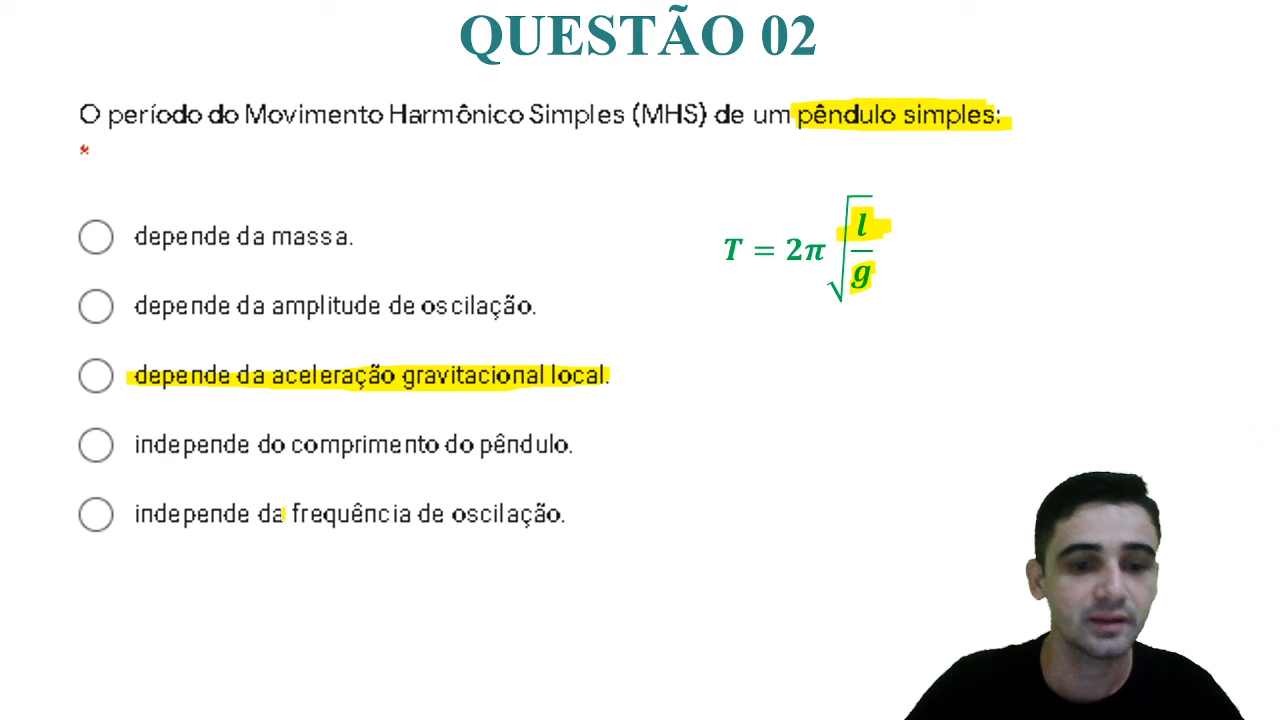 QUESTÃO 02
O período do Movimento Harmônico Simples (MHS) de um pêndulo simples:
*
depende da massa.
T = 2π√(l/g)
depende da amplitude de oscilação.
depende da aceleração gravitacional local.
independe do comprimento do pêndulo.
independe da frequência de oscilação.